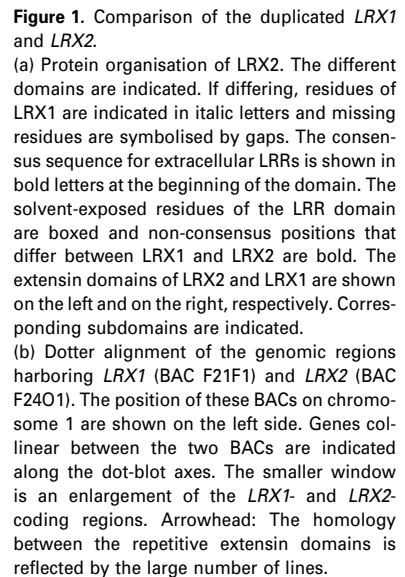 Figure 1. Comparison of the duplicated LRX1
and LRX2.
(a) Protein organisation of LRX2. The different
domains are indicated. If differing, residues of
LRX1 are indicated in italic letters and missing
residues are symbolised by gaps. The consen-
sus sequence for extracellular LRRs is shown in
bold letters at the beginning of the domain. The
solvent-exposed residues of the LRR domain
are boxed and non-consensus positions that
differ between LRX1 and LRX2 are bold. The
extensin domains of LRX2 and LRX1 are shown
on the left and on the right, respectively. Corres-
ponding subdomains are indicated.
(b) Dotter alignment of the genomic regions
harboring LRX1 (BAC F21F1) and LRX2 (BAC
F24O1). The position of these BACs on chromo-
some 1 are shown on the left side. Genes col-
linear between the two BACs are indicated
along the dot-blot axes. The smaller window
is an enlargement of the LRX1- and LRX2-
coding regions. Arrowhead: The homology
between the repetitive extensin domains is
reflected by the large number of lines.